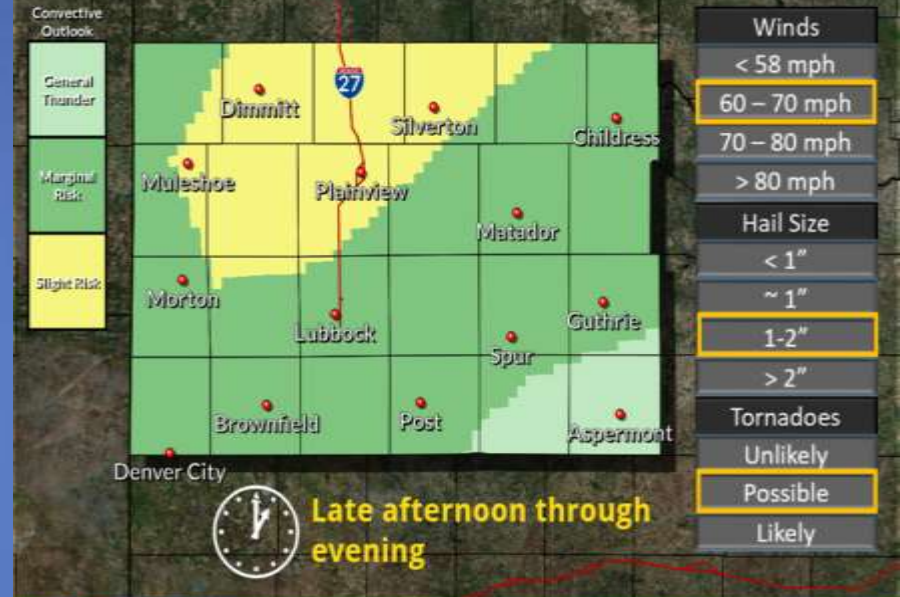 Convective
Outlook
General
Thunder
Marginal
Risk
Slight Risk
27
Dimmitt
Silverton
Childress
Muleshoe
Plainview
Matador
Morton
Lubbock
Guthrie
Spur
Brownfield
Post
Aspermont
Denver City
Late afternoon through
evening
Winds
< 58 mph
60 – 70 mph
70 – 80 mph
> 80 mph
Hail Size
< 1”
~ 1”
1-2”
> 2”
Tornadoes
Unlikely
Possible
Likely